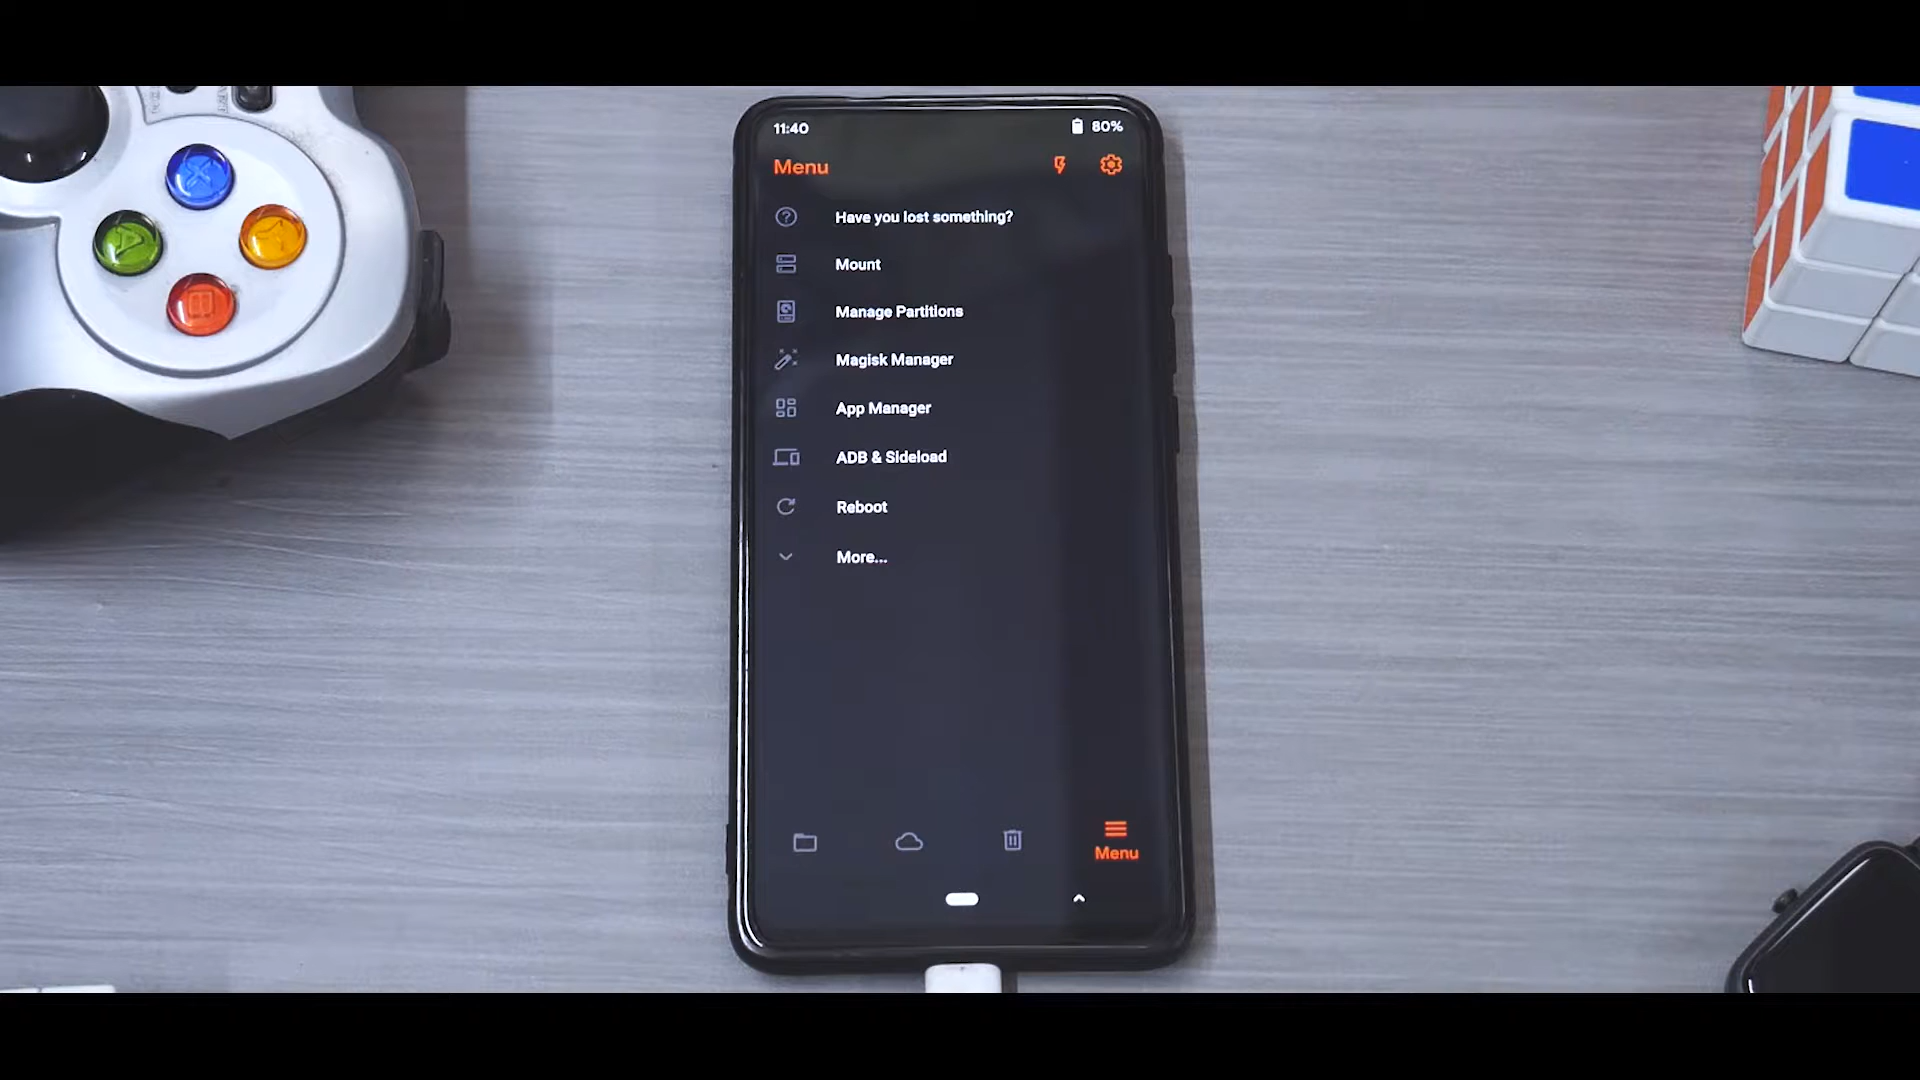 11:40
80%
Menu
Have you lost something?
Mount
Manage Partitions
Magisk Manager
App Manager
ADB & Sideload
Reboot
More...
Menu